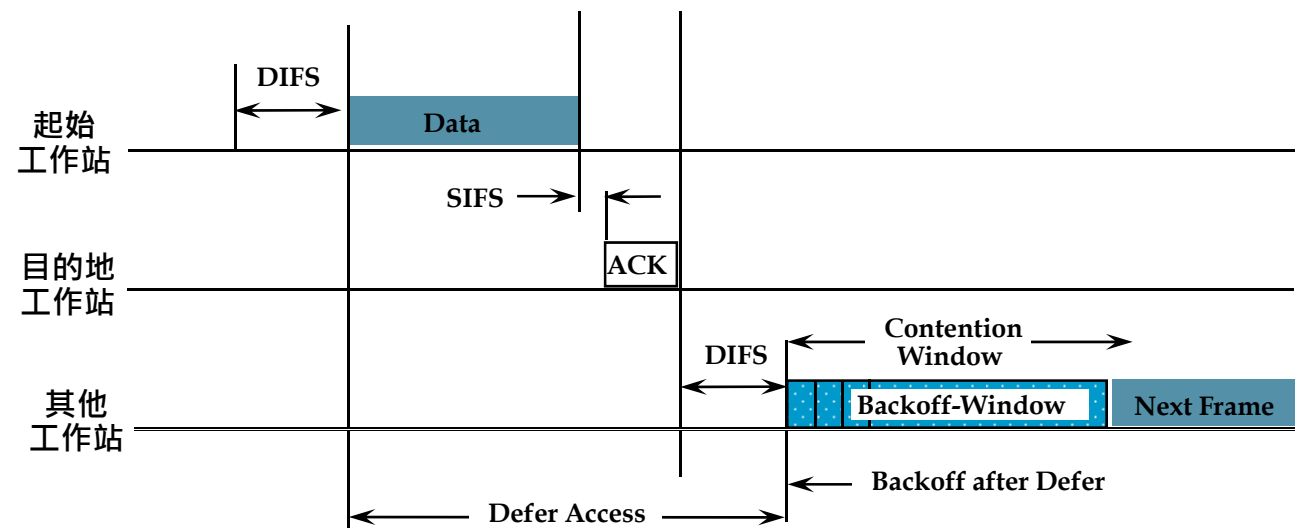 DIFS
起始
工作站
Data
SIFS
目的地
工作站
ACK
DIFS
Contention
Window
其他
工作站
Backoff-Window
Next Frame
Backoff after Defer
Defer Access